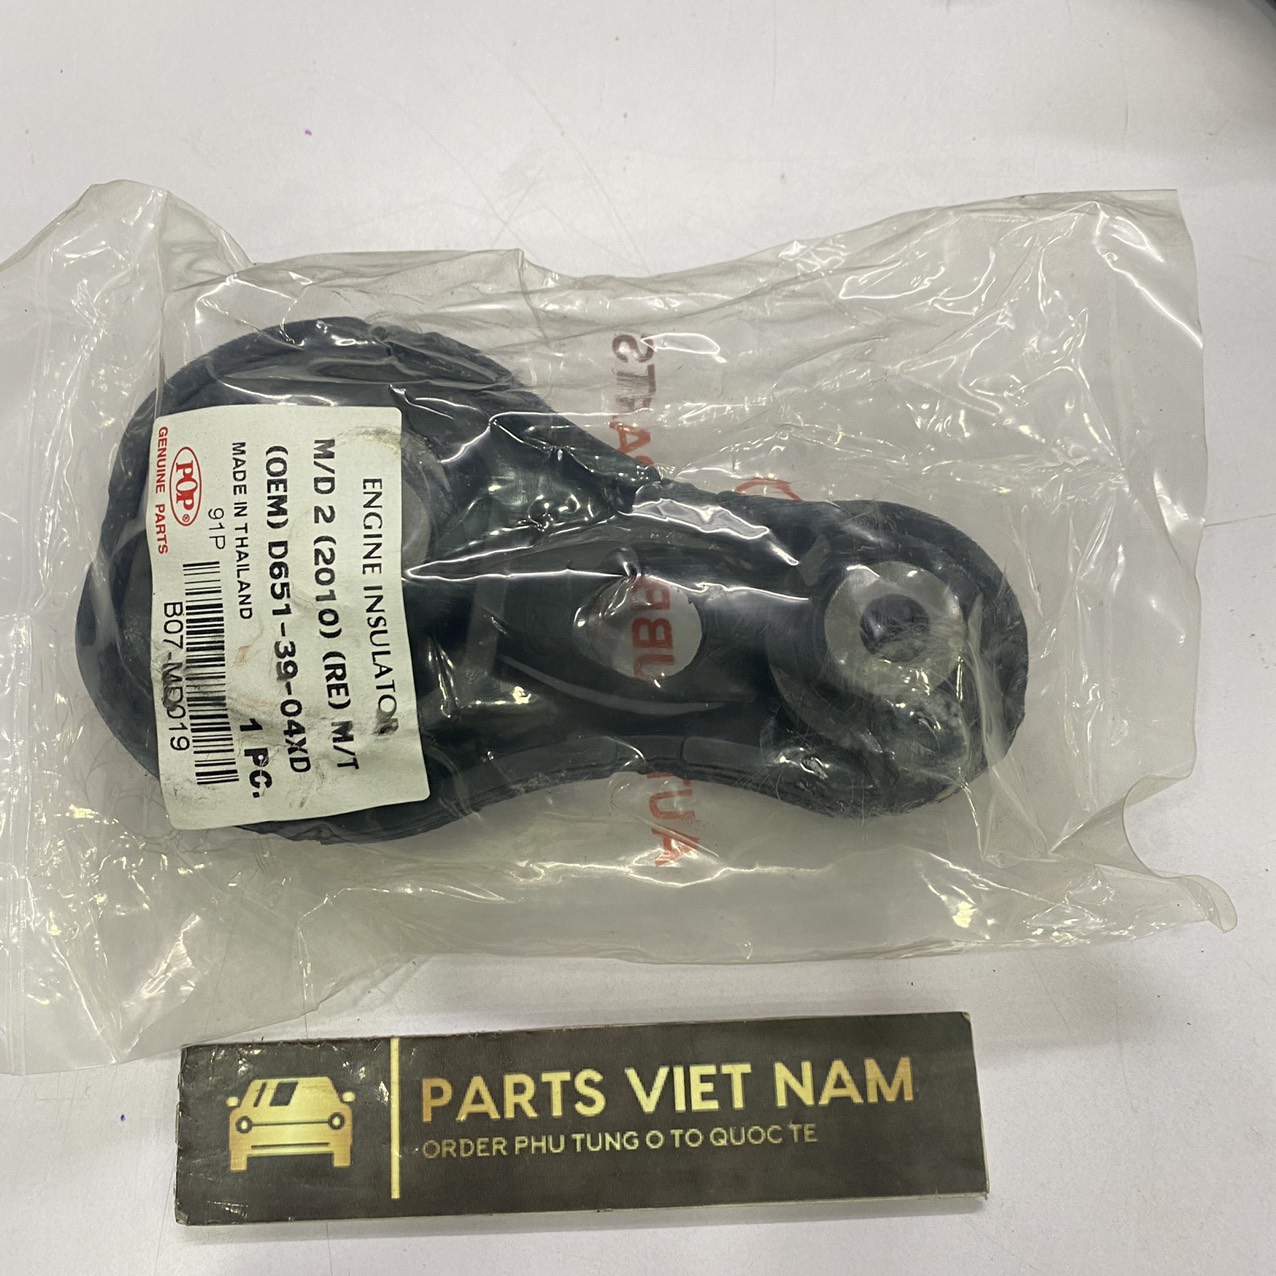 ENGINE INSULATOR
M/D 2 (2010) (RE) M/T
(OEM) D651-39-04XD
MADE IN THAILAND
1 PC.
POP®
GENUINE PARTS
91P
B07-MD019
PARTS VIET NAM
ORDER PHU TUNG O TO QUOC TE